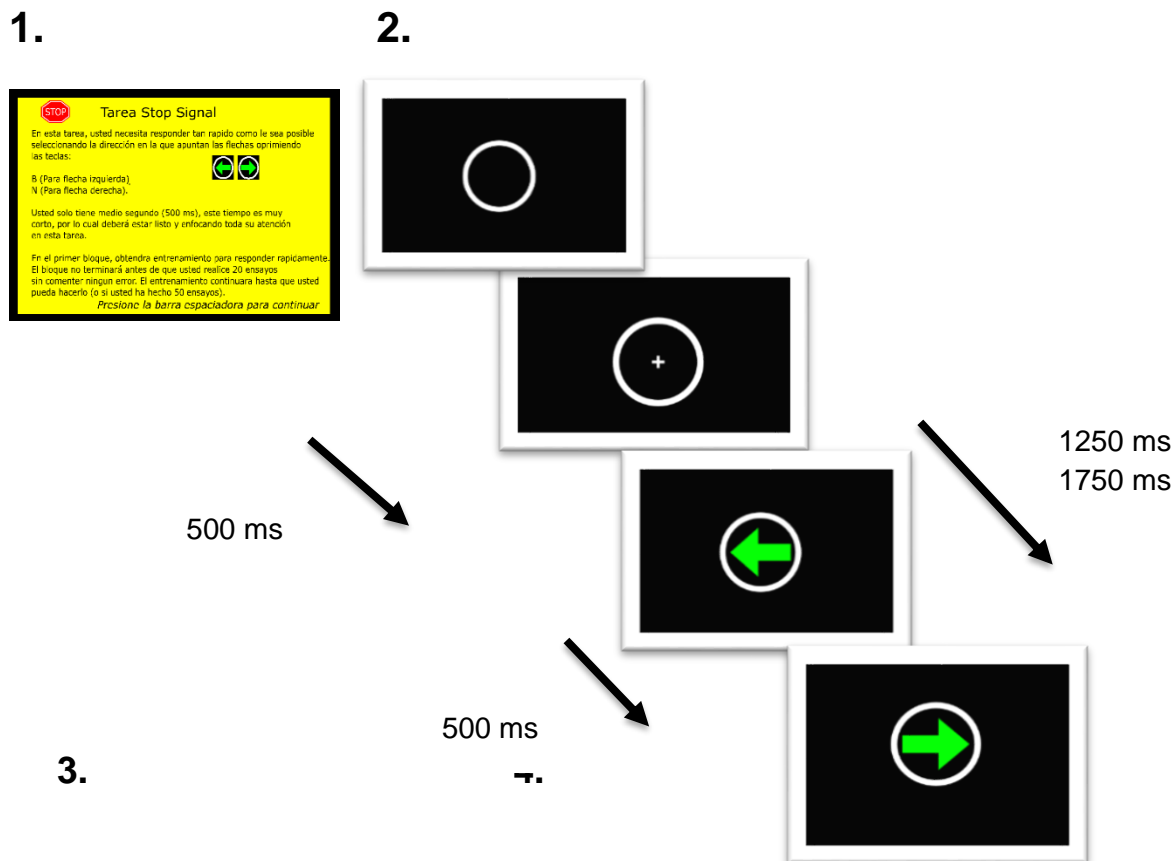 1.
2.
STOP
Tarea Stop Signal
En esta tarea, usted necesita responder tan rapido como le sea posible
seleccionando la dirección en la que apuntan las flechas oprimiendo
las teclas:
B (Para flecha izquierda)
N (Para flecha derecha).
Usted solo tiene medio segundo (500 ms), este tiempo es muy
corto, por lo cual deberá estar listo y enfocando toda su atención
en esta tarea.
En el primer bloque, obtendra entrenamiento para responder rapidamente.
El bloque no terminará antes de que usted realice 20 ensayos
sin comenter ningun error. El entrenamiento continuara hasta que usted
pueda hacerlo (o si usted ha hecho 50 ensayos).
Presione la barra espaciadora para continuar
1250 ms
1750 ms
500 ms
500 ms
3.